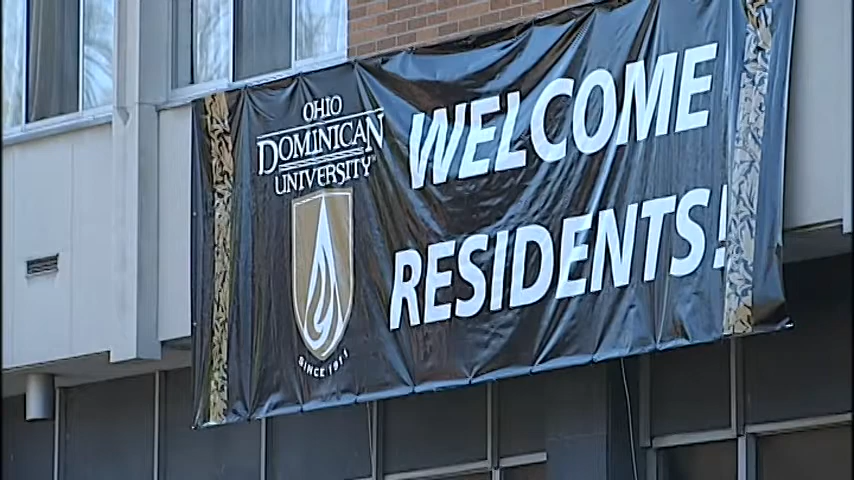 OHIO
DOMINICAN
UNIVERSITY
SINCE 1911
WELCOME
RESIDENTS!